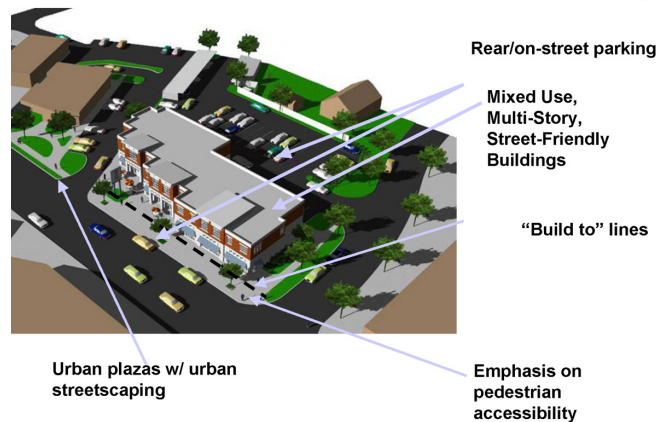 Rear/on-street parking
Mixed Use,
Multi-Story,
Street-Friendly
Buildings
“Build to” lines
Urban plazas w/ urban
streetscaping
Emphasis on
pedestrian
accessibility